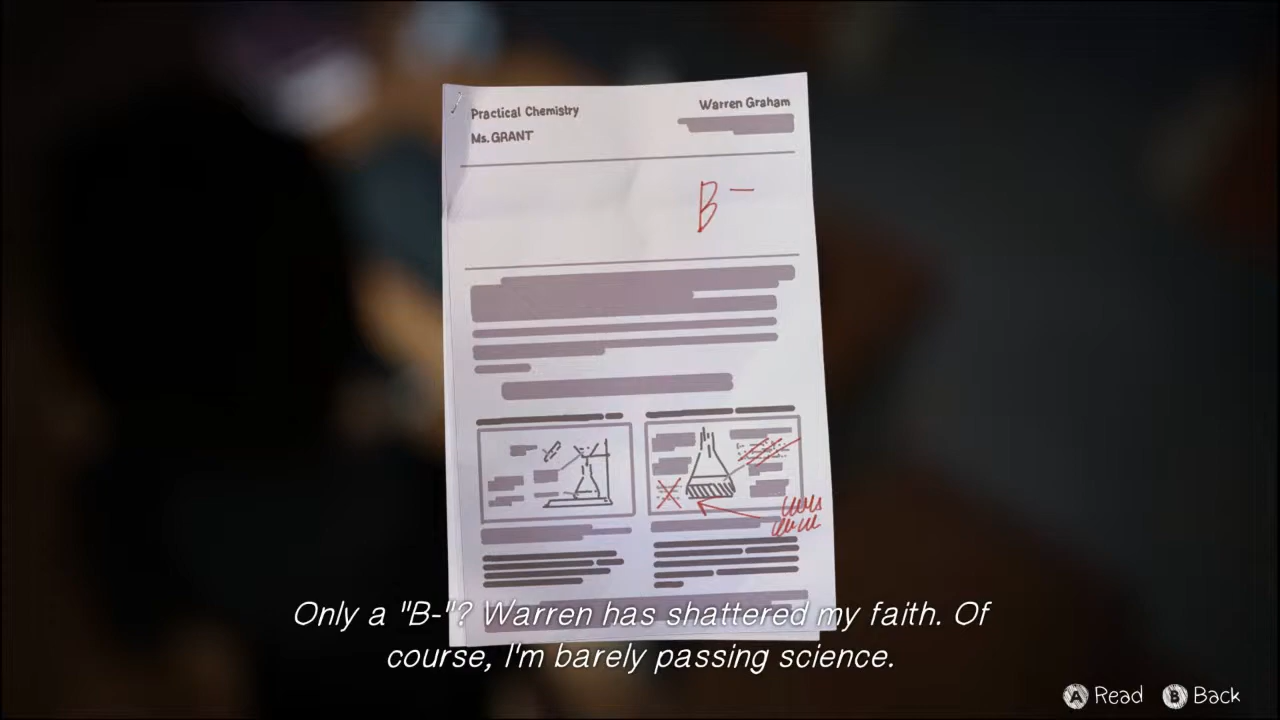 Practical Chemistry
Warren Graham
Ms. GRANT
B-
Only a "B-"? Warren has shattered my faith. Of
course, I'm barely passing science.
A Read B Back